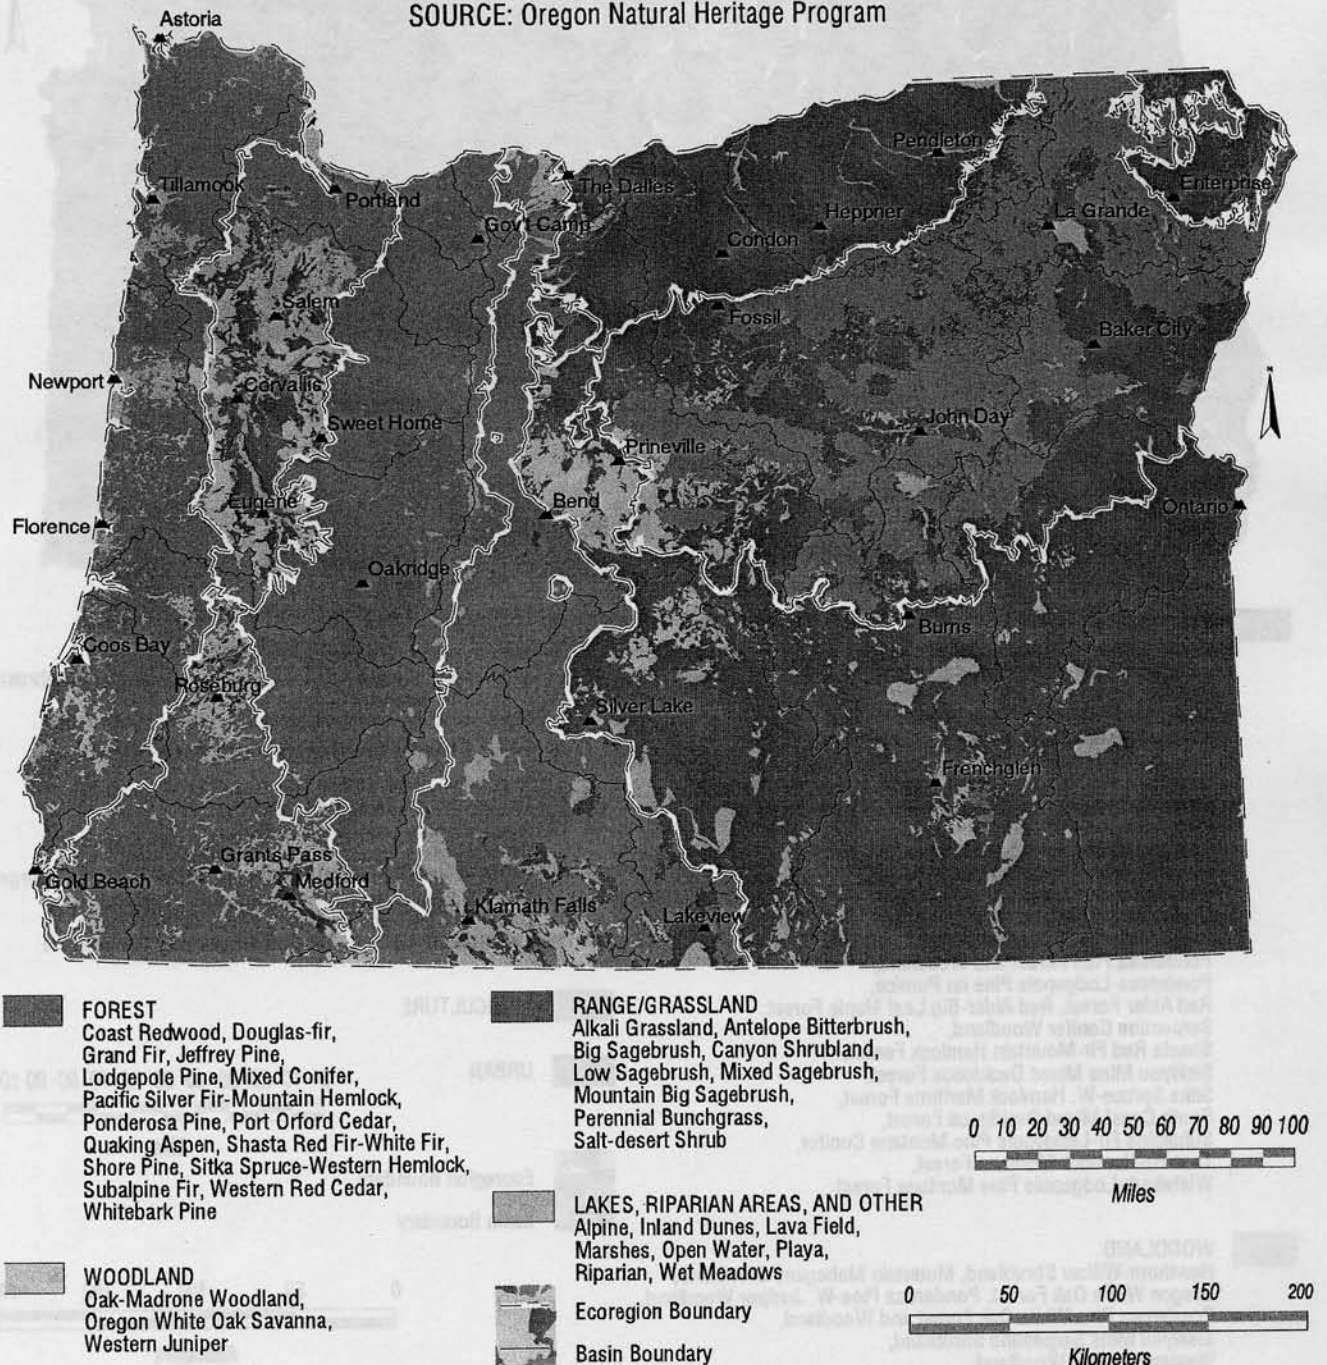 SOURCE: Oregon Natural Heritage Program
Astoria
Pendleton
Tillamook
Portland
The Dalles
Enterprise
Gov't Camp
Heppner
La Grande
Condon
Salem
Fossil
Baker City
Newport
Corvallis
Sweet Home
John Day
Prineville
Eugene
Bend
Ontario
Florence
Oakridge
Burns
Coos Bay
Roseburg
Silver Lake
Frenchglen
Grants Pass
Gold Beach
Medford
Klamath Falls
Lakeview
N
FOREST
Coast Redwood, Douglas-fir,
Grand Fir, Jeffrey Pine,
Lodgepole Pine, Mixed Conifer,
Pacific Silver Fir-Mountain Hemlock,
Ponderosa Pine, Port Orford Cedar,
Quaking Aspen, Shasta Red Fir-White Fir,
Shore Pine, Sitka Spruce-Western Hemlock,
Subalpine Fir, Western Red Cedar,
Whitebark Pine
WOODLAND
Oak-Madrone Woodland,
Oregon White Oak Savanna,
Western Juniper
RANGE/GRASSLAND
Alkali Grassland, Antelope Bitterbrush,
Big Sagebrush, Canyon Shrubland,
Low Sagebrush, Mixed Sagebrush,
Mountain Big Sagebrush,
Perennial Bunchgrass,
Salt-desert Shrub
LAKES, RIPARIAN AREAS, AND OTHER
Alpine, Inland Dunes, Lava Field,
Marshes, Open Water, Playa,
Riparian, Wet Meadows
Ecoregion Boundary
Basin Boundary
0 10 20 30 40 50 60 70 80 90 100
Miles
0 50 100 150 200
Kilometers